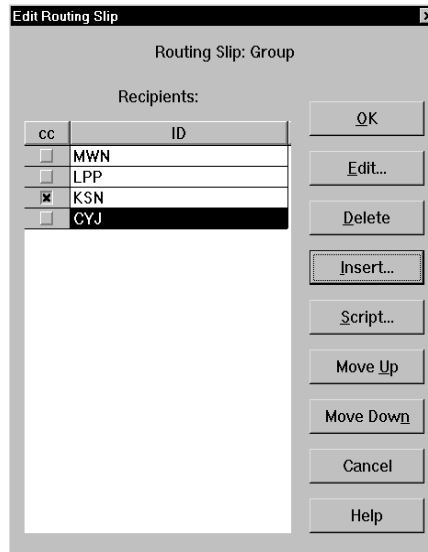 Edit Routing Slip
Routing Slip: Group
Recipients:
cc ID
MWN
LPP
KSN
CYJ
OK
Edit...
Delete
Insert...
Script...
Move Up
Move Down
Cancel
Help